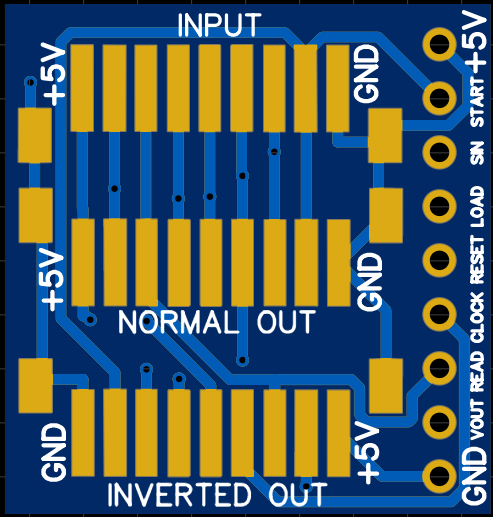 INPUT
+5V
GND
+5V
GND
NORMAL OUT
GND
+5V
INVERTED OUT
+5V
START
SIN
LOAD
RESET
CLOCK
READ
VOUT
GND